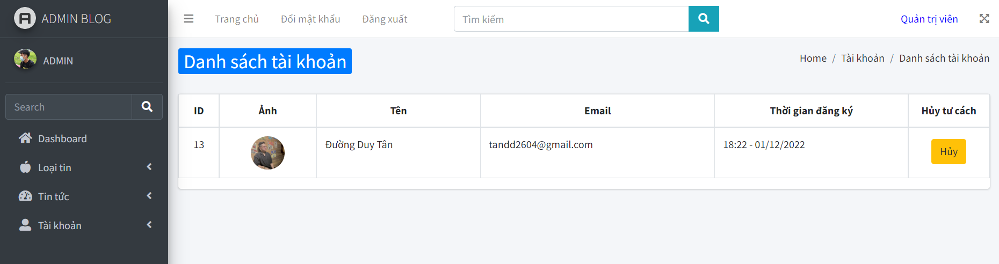 ADMIN BLOG
Trang chủ
Đổi mật khẩu
Đăng xuất
Tìm kiếm
Quản trị viên
ADMIN
Search
Dashboard
Loại tin
Tin tức
Tài khoản
Danh sách tài khoản
Home / Tài khoản / Danh sách tài khoản
ID Ảnh Tên Email Thời gian đăng ký Hủy tư cách
13 Đường Duy Tân tandd2604@gmail.com 18:22 - 01/12/2022 Hủy